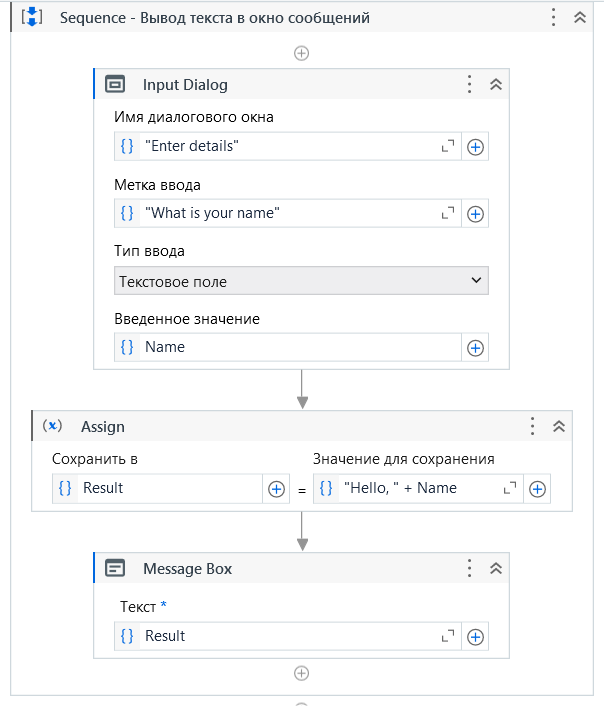 Sequence - Вывод текста в окно сообщений
Input Dialog
Имя диалогового окна
{} "Enter details"
Метка ввода
{} "What is your name"
Тип ввода
Текстовое поле
Введенное значение
{} Name
(x) Assign
Сохранить в
Значение для сохранения
{} Result = {} "Hello, " + Name
Message Box
Текст *
{} Result